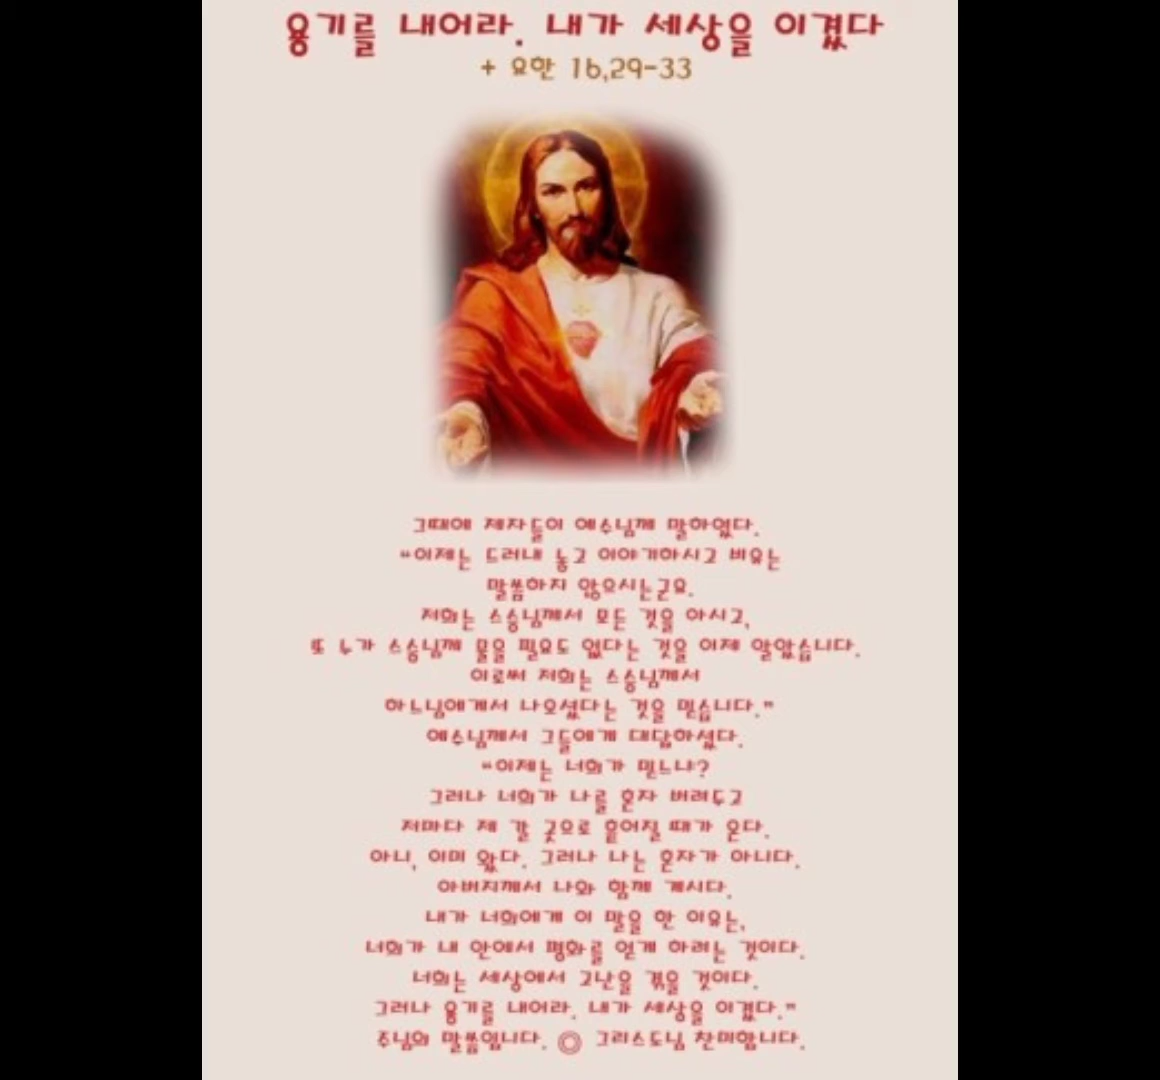 용기를 내어라. 내가 세상을 이겼다
+ 요한 16,29-33
그때에 제자들이 예수님께 말하였다.
“이제는 드러내 놓고 이야기하시고 비유는
말씀하지 않으시는군요.
저희는 스승님께서 모든 것을 아시고,
또 누가 스승님께 물을 필요도 없다는 것을 이제 알았습니다.
이로써 저희는 스승님께서
하느님에게서 나오셨다는 것을 믿습니다.”
예수님께서 그들에게 대답하셨다.
“이제는 너희가 믿느냐?
그러나 너희가 나를 혼자 버려두고
저마다 제 갈 곳으로 흩어질 때가 온다.
아니, 이미 왔다. 그러나 나는 혼자가 아니다.
아버지께서 나와 함께 계시다.
내가 너희에게 이 말을 한 이유는,
너희가 내 안에서 평화를 얻게 하려는 것이다.
너희는 세상에서 고난을 겪을 것이다.
그러나 용기를 내어라. 내가 세상을 이겼다.”
주님의 말씀입니다. ◎ 그리스도님 찬미합니다.